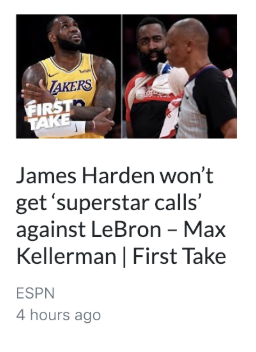 LAKERS
FIRST
TAKE
James Harden won't
get 'superstar calls'
against LeBron – Max
Kellerman | First Take
ESPN
4 hours ago